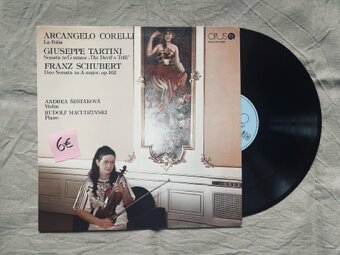 ARCANGELO CORELLI
La Folia
GIUSEPPE TARTINI
Sonata in G minor „The Devil's Trill"
FRANZ SCHUBERT
Duo Sonata in A major, op. 162
OPUS
ANDREA ŠESTÁKOVÁ
Violin
RUDOLF MACUDZINSKI
Piano
6€